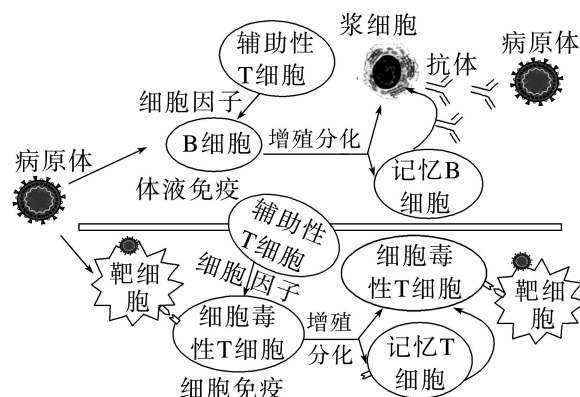 辅助性
T细胞
浆细胞
抗体
病原体
细胞因子
B细胞
增殖分化
记忆B
细胞
病原体
体液免疫
辅助性
T细胞
细胞因子
靶细
胞
细胞毒
性T细胞
增殖
分化
细胞毒
性T细胞
记忆T
细胞
靶细
胞
细胞免疫